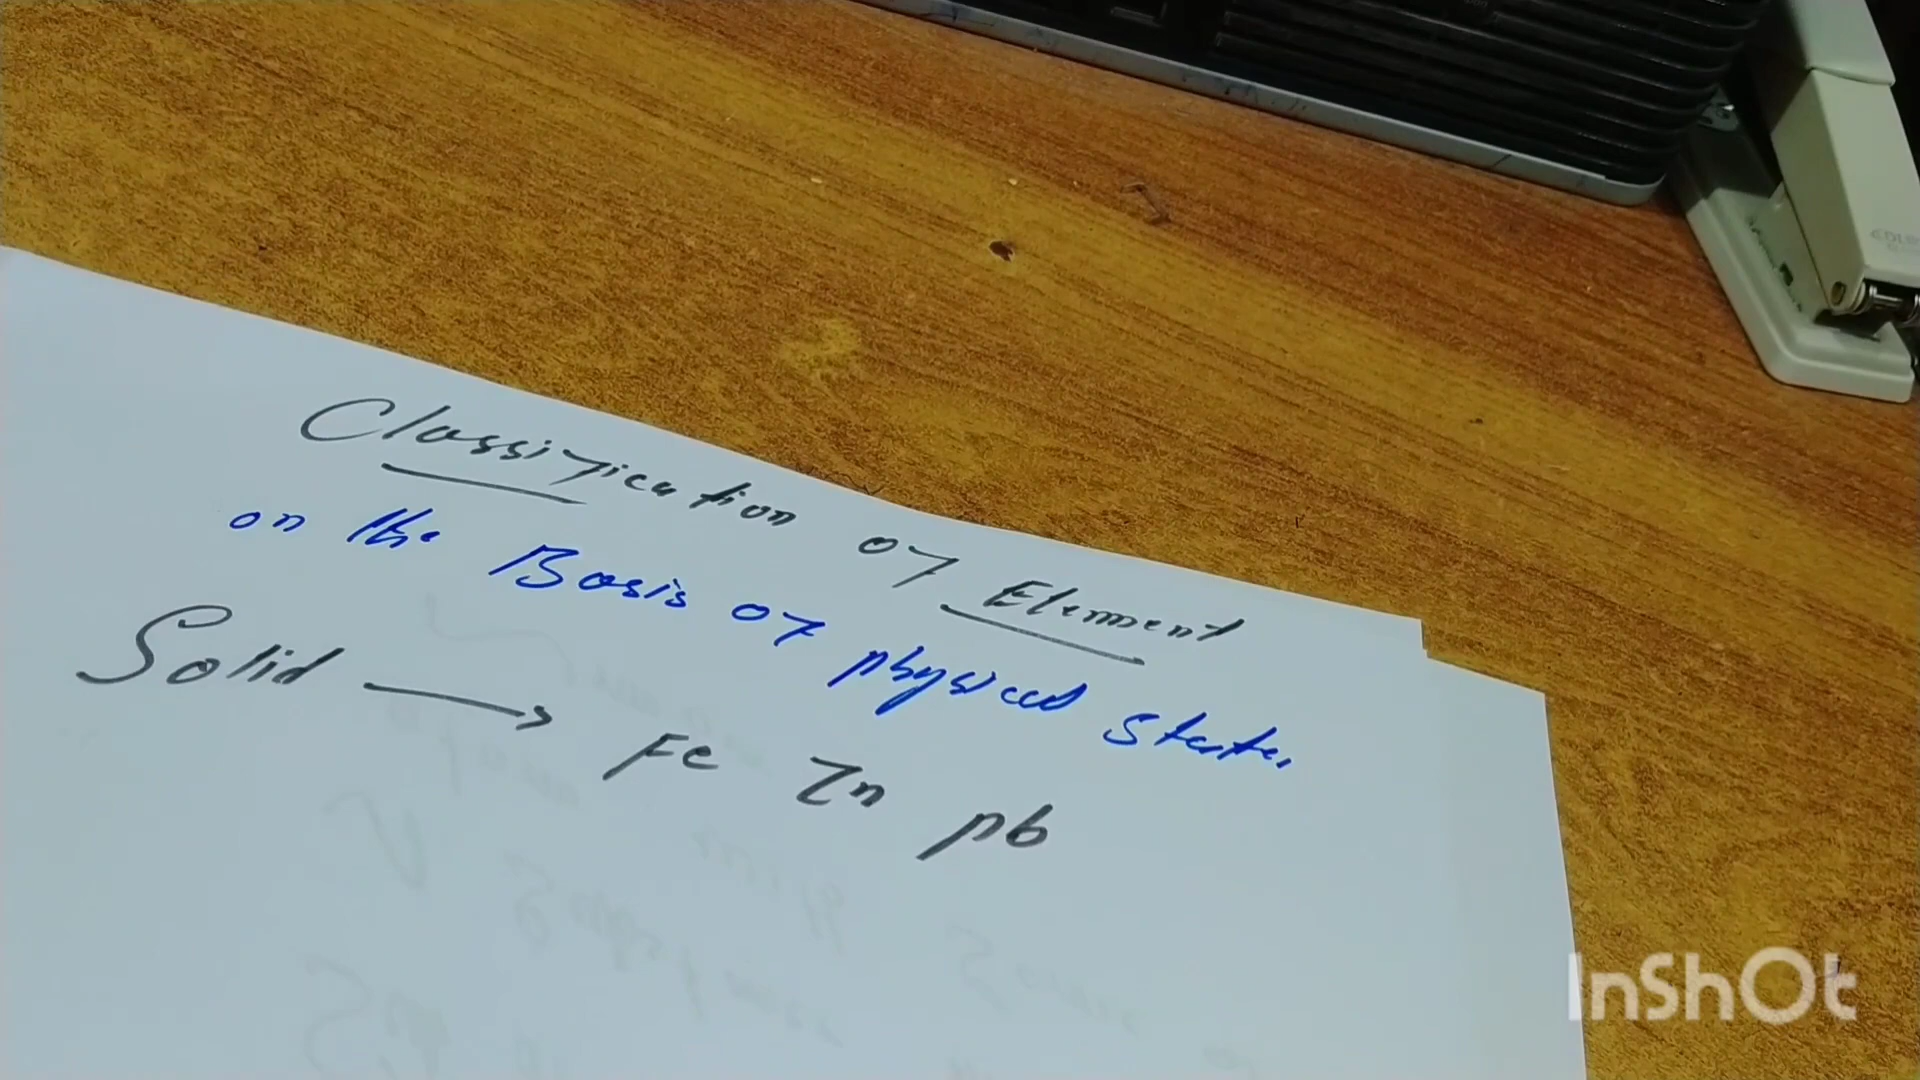 Classification of Element
on the Basis of physical state.
Solid → Fe Zn pb
InShOt